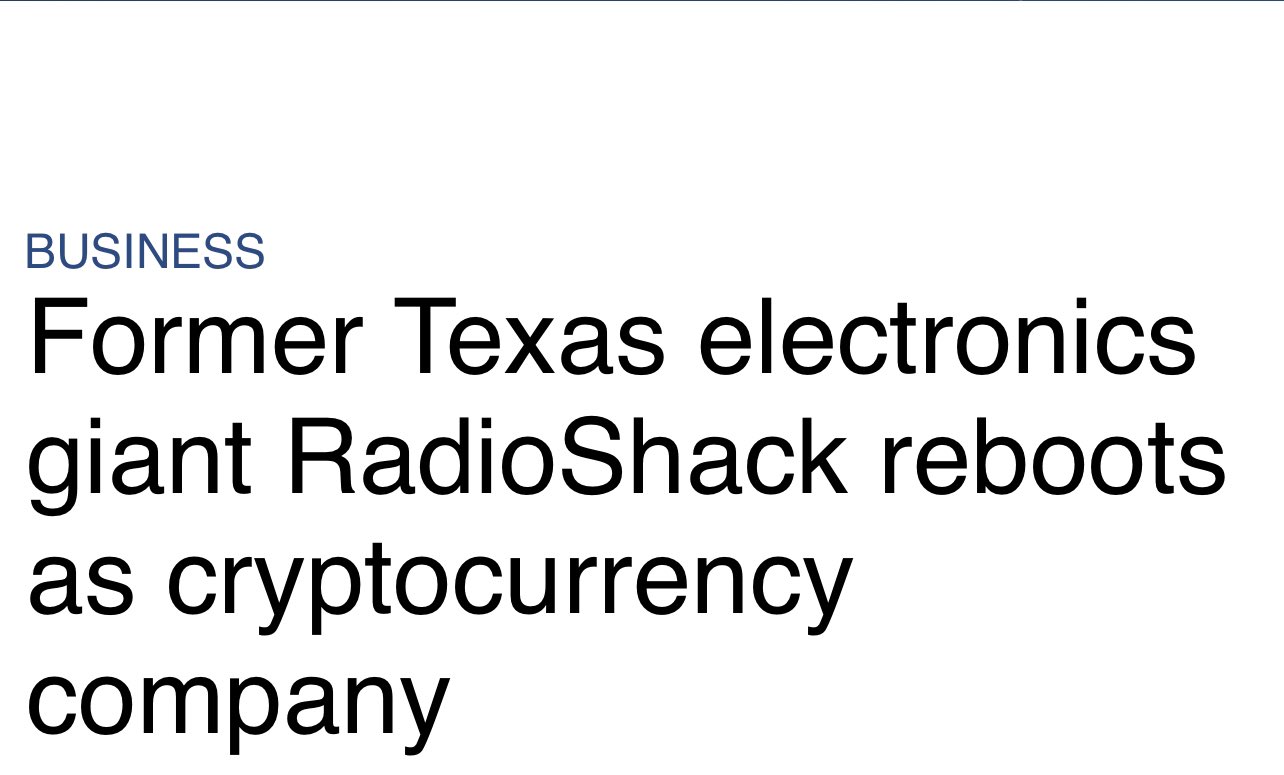 BUSINESS
Former Texas electronics
giant RadioShack reboots
as cryptocurrency
company